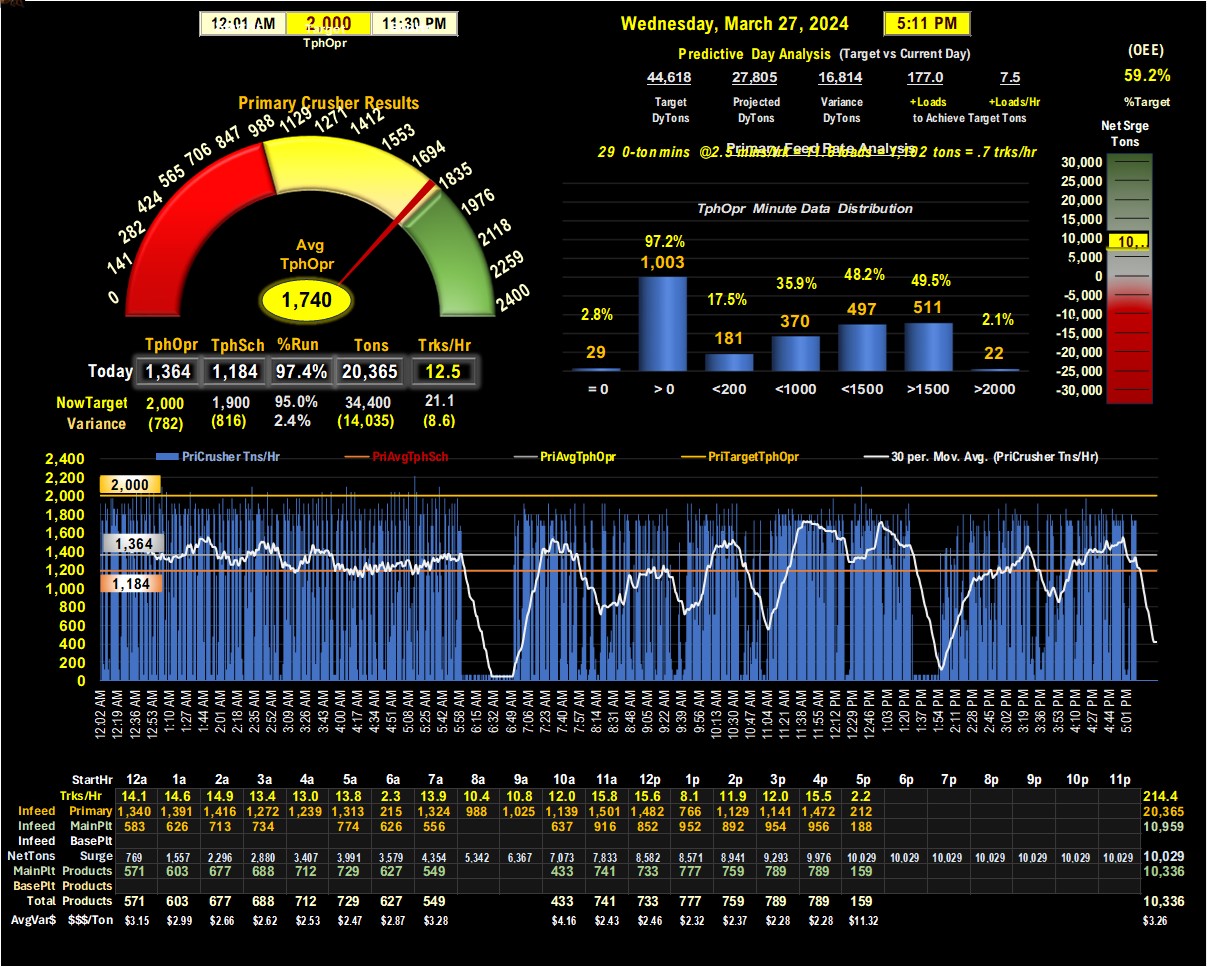 12:01 AM 2,000 11:30 PM
TphOpr
Wednesday, March 27, 2024 5:11 PM
Predictive Day Analysis (Target vs Current Day)
44,618 27,805 16,814 177.0 7.5
Target Projected Variance +Loads +Loads/Hr
DyTons DyTons DyTons to Achieve Target Tons
(OEE)
59.2%
%Target
Net Srge
Tons
30,000
25,000
20,000
15,000
10,000
10,..
5,000
0
-5,000
-10,000
-15,000
-20,000
-25,000
-30,000
Primary Crusher Results
0 141 282 424 565 706 847 988 1129 1271 1412 1553 1694 1835 1976 2118 2259 2400
Avg
TphOpr
1,740
Primary Feed Rate Analysis
29 0-ton mins @2.5 mins/trk = 11.6 loads = 1,102 tons = .7 trks/hr
TphOpr Minute Data Distribution
2.8% 97.2% 17.5% 35.9% 48.2% 49.5% 2.1%
29 1,003 181 370 497 511 22
= 0 > 0 <200 <1000 <1500 >1500 >2000
TphOpr TphSch %Run Tons Trks/Hr
Today 1,364 1,184 97.4% 20,365 12.5
NowTarget 2,000 1,900 95.0% 34,400 21.1
Variance (782) (816) 2.4% (14,035) (8.6)
PriCrusher Tns/Hr PriAvgTphSch PriAvgTphOpr PriTargetTphOpr 30 per. Mov. Avg. (PriCrusher Tns/Hr)
2,400
2,200
2,000
1,800
1,600
1,400
1,200
1,000
800
600
400
200
0
2,000
1,364
1,184
12:02 AM 12:19 AM 12:36 AM 12:53 AM 1:10 AM 1:27 AM 1:44 AM 2:01 AM 2:18 AM 2:35 AM 2:52 AM 3:09 AM 3:26 AM 3:43 AM 4:00 AM 4:17 AM 4:34 AM 4:51 AM 5:08 AM 5:25 AM 5:42 AM 5:58 AM 6:15 AM 6:32 AM 6:49 AM 7:06 AM 7:23 AM 7:40 AM 7:57 AM 8:14 AM 8:31 AM 8:48 AM 9:05 AM 9:22 AM 9:39 AM 9:56 AM 10:13 AM 10:30 AM 10:47 AM 11:04 AM 11:21 AM 11:38 AM 11:55 AM 12:12 PM 12:29 PM 12:46 PM 1:03 PM 1:20 PM 1:37 PM 1:54 PM 2:11 PM 2:28 PM 2:45 PM 3:02 PM 3:19 PM 3:36 PM 3:53 PM 4:10 PM 4:27 PM 4:44 PM 5:01 PM
StartHr 12a 1a 2a 3a 4a 5a 6a 7a 8a 9a 10a 11a 12p 1p 2p 3p 4p 5p 6p 7p 8p 9p 10p 11p
Trks/Hr 14.1 14.6 14.9 13.4 13.0 13.8 2.3 13.9 10.4 10.8 12.0 15.8 15.6 8.1 11.9 12.0 15.5 2.2 214.4
Infeed Primary 1,340 1,391 1,416 1,272 1,239 1,313 215 1,324 988 1,025 1,139 1,501 1,482 766 1,129 1,141 1,472 212 20,365
Infeed MainPlt 583 626 713 734 774 626 556 637 916 852 952 892 954 956 188 10,959
Infeed BasePlt
NetTons Surge 769 1,557 2,296 2,880 3,407 3,991 3,579 4,354 5,342 6,367 7,073 7,833 8,582 8,571 8,941 9,293 9,976 10,029 10,029 10,029 10,029 10,029 10,029 10,029 10,029
MainPlt Products 571 603 677 688 712 729 627 549 433 741 733 777 759 789 789 159 10,336
BasePlt Products
Total Products 571 603 677 688 712 729 627 549 433 741 733 777 759 789 789 159 10,336
AvgVar$ $$$/Ton $3.15 $2.99 $2.66 $2.62 $2.53 $2.47 $2.87 $3.28 $4.16 $2.43 $2.46 $2.32 $2.37 $2.28 $2.28 $11.32 $3.26